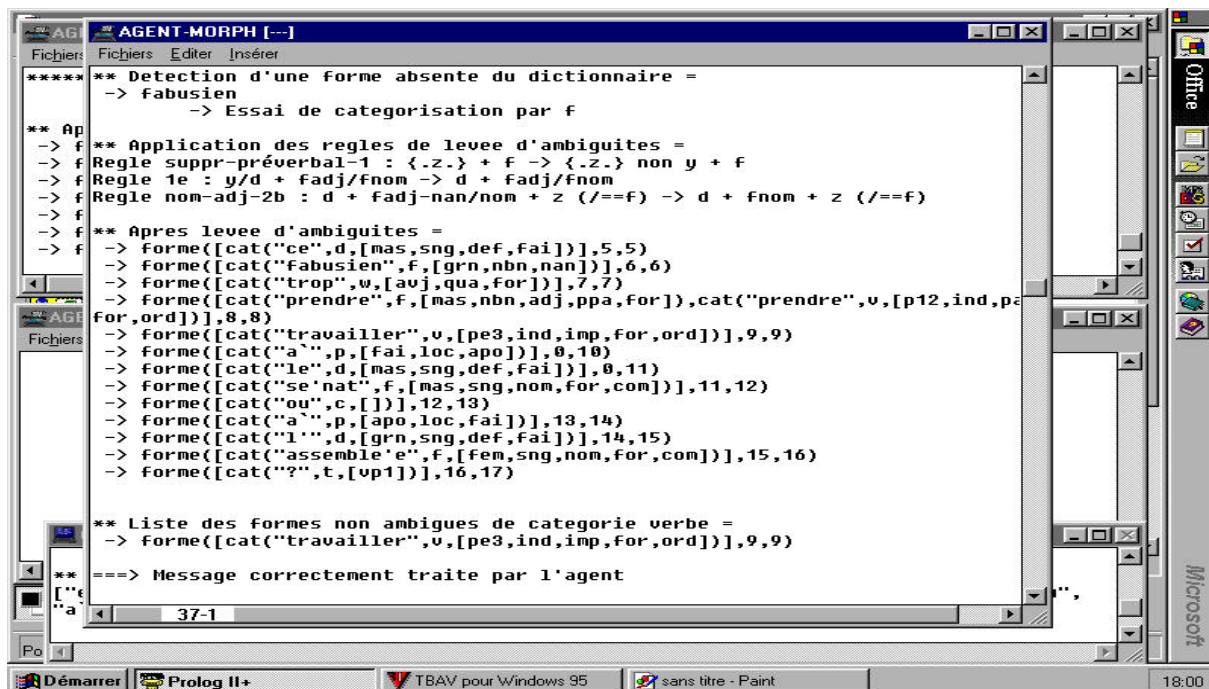 AGENT-MORPH [---]
Fichiers Editer Insérer
** Detection d'une forme absente du dictionnaire =
-> fabusien
-> Essai de categorisation par f
** Application des regles de levee d'ambiguites =
Regle suppr-préverbal-1 : {.z.} + f -> {.z.} non y + f
Regle 1e : y/d + fadj/fnom -> d + fadj/fnom
Regle nom-adj-2b : d + fadj-nan/nom + z (/==f) -> d + fnom + z (/==f)
** Apres levee d'ambiguites =
-> forme([cat("ce",d,[mas,sng,def,fai])],5,5)
-> forme([cat("fabusien",f,[grn,nbn,nan])],6,6)
-> forme([cat("trop",w,[avj,qua,for])],7,7)
-> forme([cat("prendre",f,[mas,nbn,adj,ppa,for]),cat("prendre",v,[p12,ind,pa
for,ord])],8,8)
-> forme([cat("travailler",v,[pe3,ind,imp,for,ord])],9,9)
-> forme([cat("a`",p,[fai,loc,apo])],0,10)
-> forme([cat("le",d,[mas,sng,def,fai])],0,11)
-> forme([cat("se'nat",f,[mas,sng,nom,for,com])],11,12)
-> forme([cat("ou",c,[])],12,13)
-> forme([cat("a`",p,[apo,loc,fai])],13,14)
-> forme([cat("l'",d,[grn,sng,def,fai])],14,15)
-> forme([cat("assemble'e",f,[fem,sng,nom,for,com])],15,16)
-> forme([cat("?",t,[vp1])],16,17)
** Liste des formes non ambigues de categorie verbe =
-> forme([cat("travailler",v,[pe3,ind,imp,for,ord])],9,9)
===> Message correctement traite par l'agent
37-1
AGE
Fichiers
*****
** Ap
-> f
-> f
-> f
-> f
-> f
-> f
AGE
Fichiers
**
["e
"a`
",
Po
Office
Microsoft
Démarrer
Prolog II+
TBAV pour Windows 95
sans titre - Paint
18:00